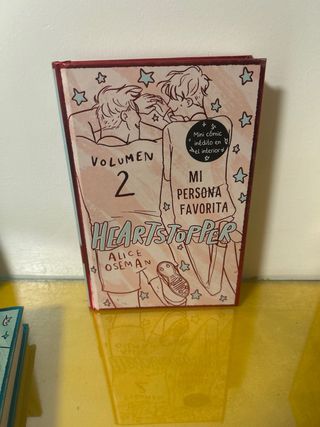 VOLUMEN
2
Mini cómic
inédito en
el interior
MI
PERSONA
FAVORITA
HEARTSTOPPER
ALICE
OSEMAN